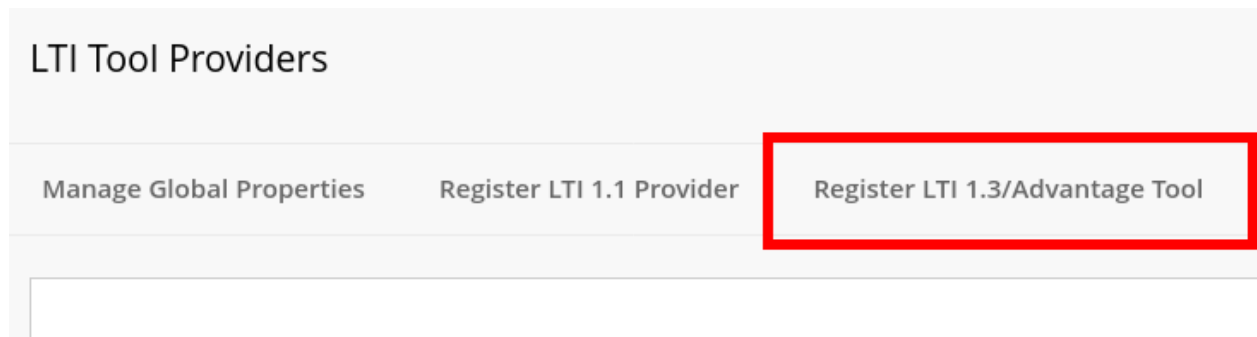 LTI Tool Providers
Manage Global Properties Register LTI 1.1 Provider Register LTI 1.3/Advantage Tool